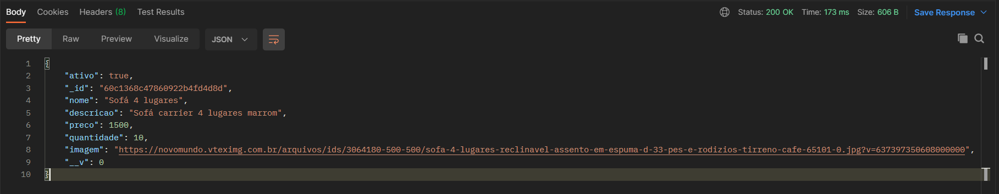 Body Cookies Headers (8) Test Results Status: 200 OK Time: 173 ms Size: 606 B Save Response
Pretty Raw Preview Visualize JSON
1 {
2 "ativo": true,
3 "_id": "60c1368c47860922b4fd4d8d",
4 "nome": "Sofá 4 lugares",
5 "descricao": "Sofá carrier 4 lugares marrom",
6 "preco": 1500,
7 "quantidade": 10,
8 "imagem": "https://novomundo.vteximg.com.br/arquivos/ids/3064180-500-500/sofa-4-lugares-reclinavel-assento-em-espuma-d-33-pes-e-rodizios-tirreno-cafe-65101-0.jpg?v=637397350608000000",
9 "__v": 0
10 }